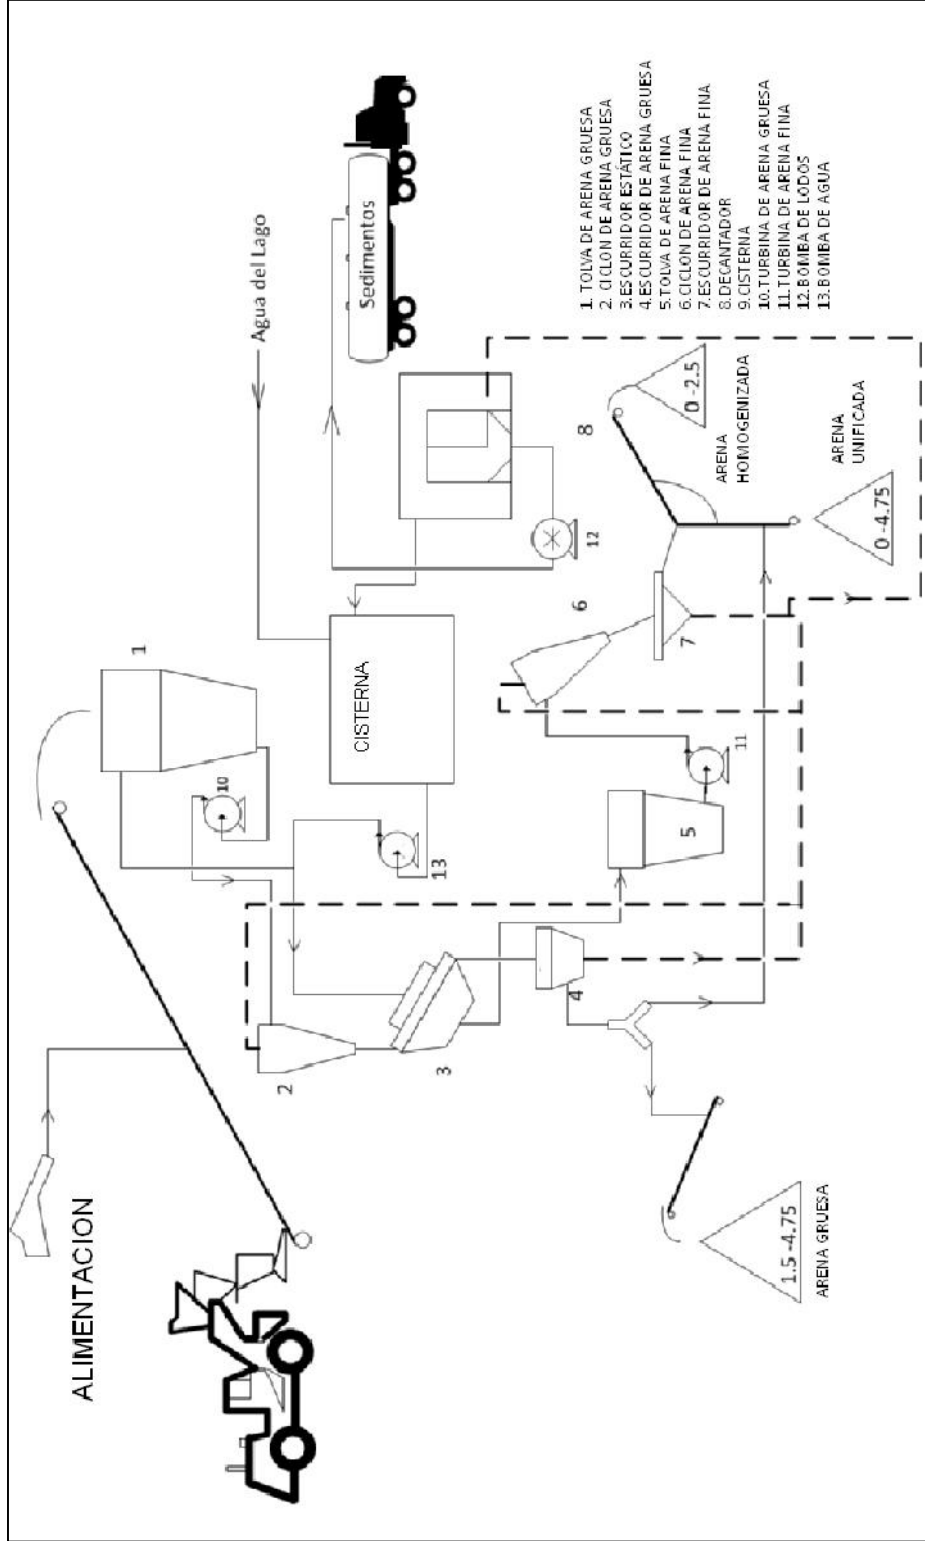 ALIMENTACION
Agua del Lago
Sedimentos
CISTERNA
1
2
3
4
5
6
7
8
10
11
12
13
ARENA
HOMOGENIZADA
0 -2.5
ARENA
UNIFICADA
0 -4.75
1.5 -4.75
ARENA GRUESA
1. TOLVA DE ARENA GRUESA
2. CICLON DE ARENA GRUESA
3.ESCURRIDOR ESTÁTICO
4.ESCURRIDOR DE ARENA GRUESA
5.TOLVA DE ARENA FINA
6.CICLON DE ARENA FINA
7.ESCURRIDOR DE ARENA FINA
8.DECANTADOR
9.CISTERNA
10.TURBINA DE ARENA GRUESA
11.TURBINA DE ARENA FINA
12.BOMBA DE LODOS
13.BOMBA DE AGUA